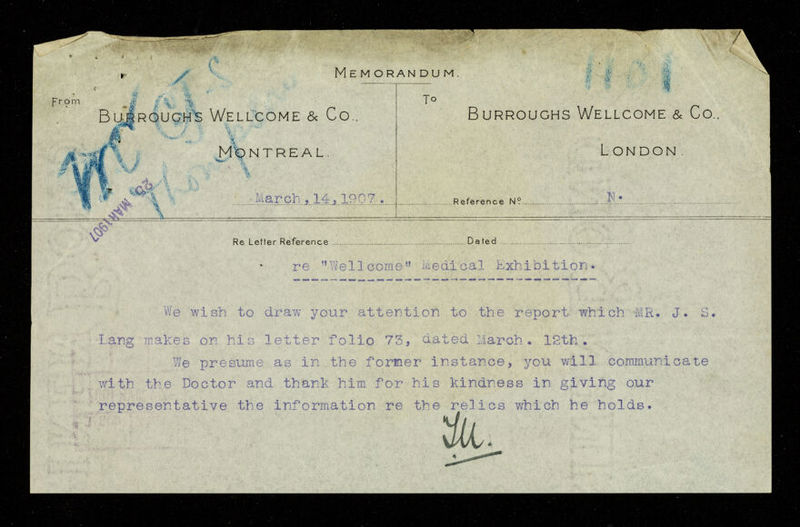 MEMORANDUM.
1101
From
BURROUGHS WELLCOME & Co.,
MONTREAL.
To
BURROUGHS WELLCOME & Co.,
LONDON.
Mr CJS
Thompson
25 MAR 1907
March,14,1907.
Reference No N.
Re Letter Reference Dated
re "Wellcome" Medical Exhibition.
We wish to draw your attention to the report which MR. J. S.
Lang makes on his letter folio 73, dated March. 12th.
We presume as in the former instance, you will communicate
with the Doctor and thank him for his kindness in giving our
representative the information re the relics which he holds.